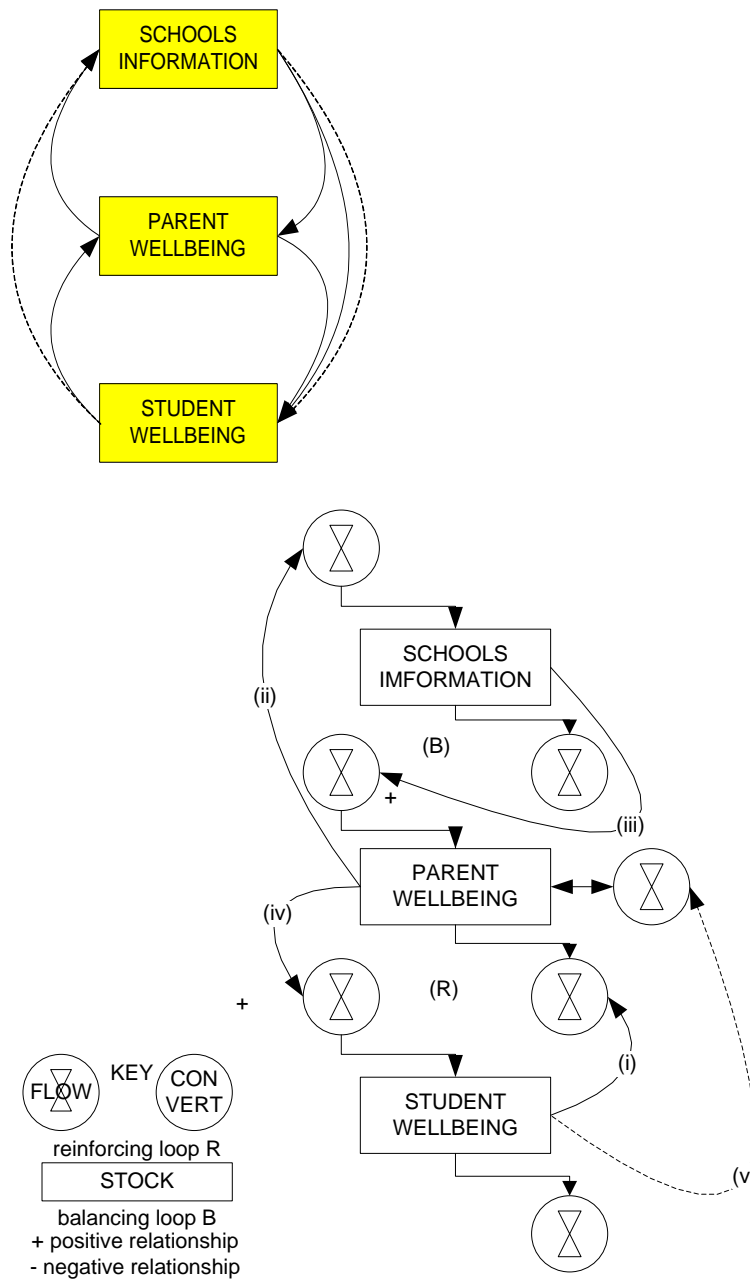 SCHOOLS
INFORMATION
PARENT
WELLBEING
STUDENT
WELLBEING
SCHOOLS
IMFORMATION
(ii)
(B)
+
(iii)
PARENT
WELLBEING
(iv)
(R)
+
(i)
STUDENT
WELLBEING
(v
KEY
FLOW
CON
VERT
reinforcing loop R
STOCK
balancing loop B
+ positive relationship
- negative relationship